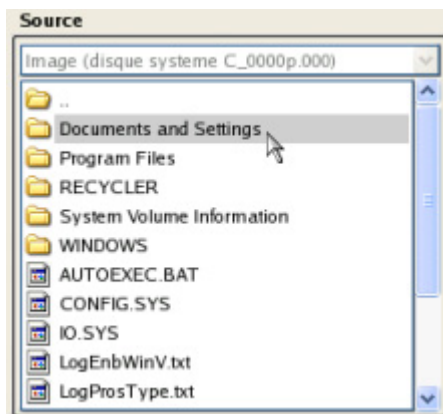 Source
Image (disque systeme C_0000p.000)
..
Documents and Settings
Program Files
RECYCLER
System Volume Information
WINDOWS
AUTOEXEC.BAT
CONFIG.SYS
IO.SYS
LogEnbWinV.txt
LogProsType.txt